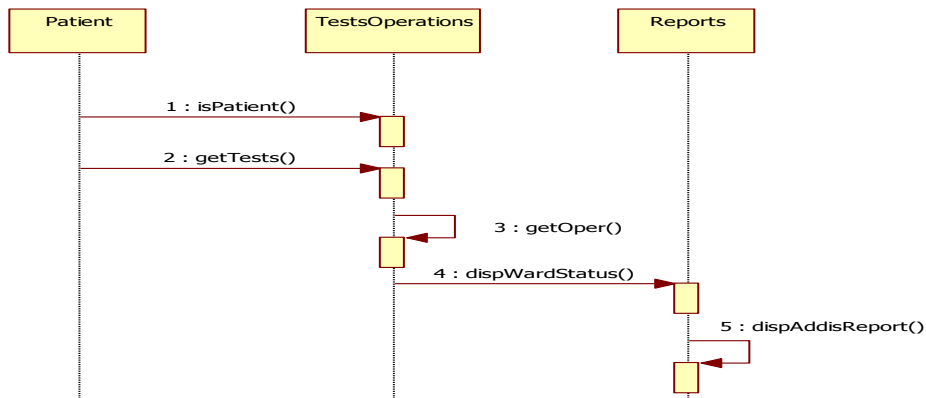 Patient
TestsOperations
Reports
1 : isPatient()
2 : getTests()
3 : getOper()
4 : dispWardStatus()
5 : dispAddisReport()